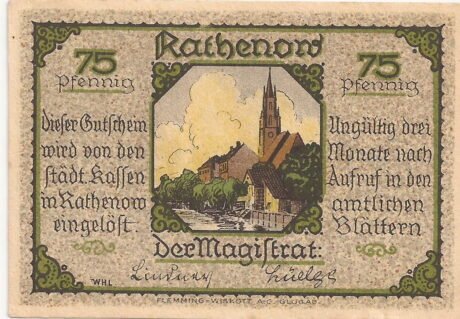 Rathenow
75 Pfennig
75 Pfennig
Dieser Gutschein
wird von den
städt. Kassen
in Rathenow
eingelöst.
Ungültig drei
Monate nach
Aufruf in den
amtlichen
Blättern
Der Magistrat:
Lindner
WHL
FLEMMING-WISKOTT A-G GLOGAU